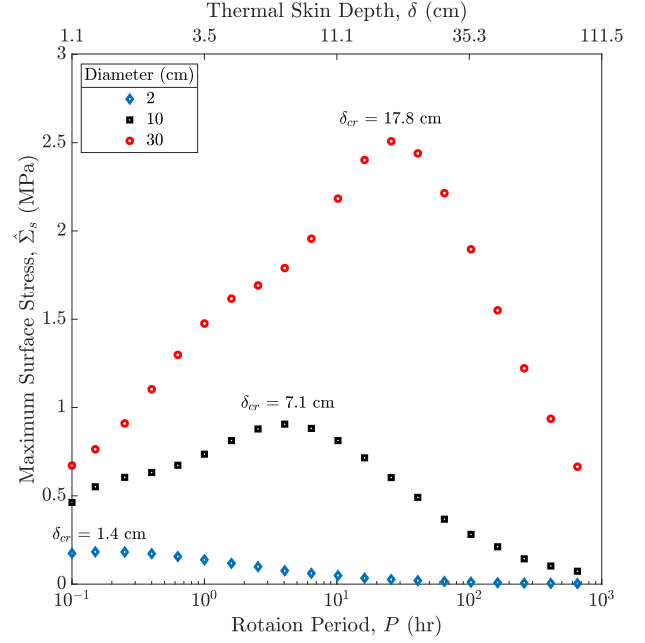 Thermal Skin Depth, δ (cm)
1.1 3.5 11.1 35.3 111.5
3
2.5
2
1.5
1
0.5
0
Maximum Surface Stress, Σ̂ₛ (MPa)
Diameter (cm)
2
10
30
δcr = 17.8 cm
δcr = 7.1 cm
δcr = 1.4 cm
10⁻¹ 10⁰ 10¹ 10² 10³
Rotaion Period, P (hr)